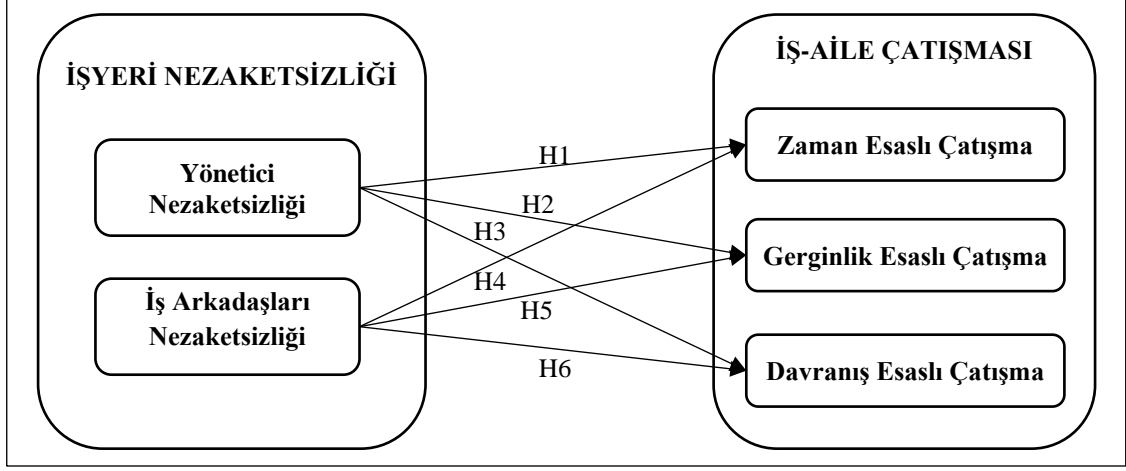 İŞYERİ NEZAKETSİZLİĞİ
Yönetici
Nezaketsizliği
İş Arkadaşları
Nezaketsizliği
H1
H2
H3
H4
H5
H6
İŞ-AİLE ÇATIŞMASI
Zaman Esaslı Çatışma
Gerginlik Esaslı Çatışma
Davranış Esaslı Çatışma